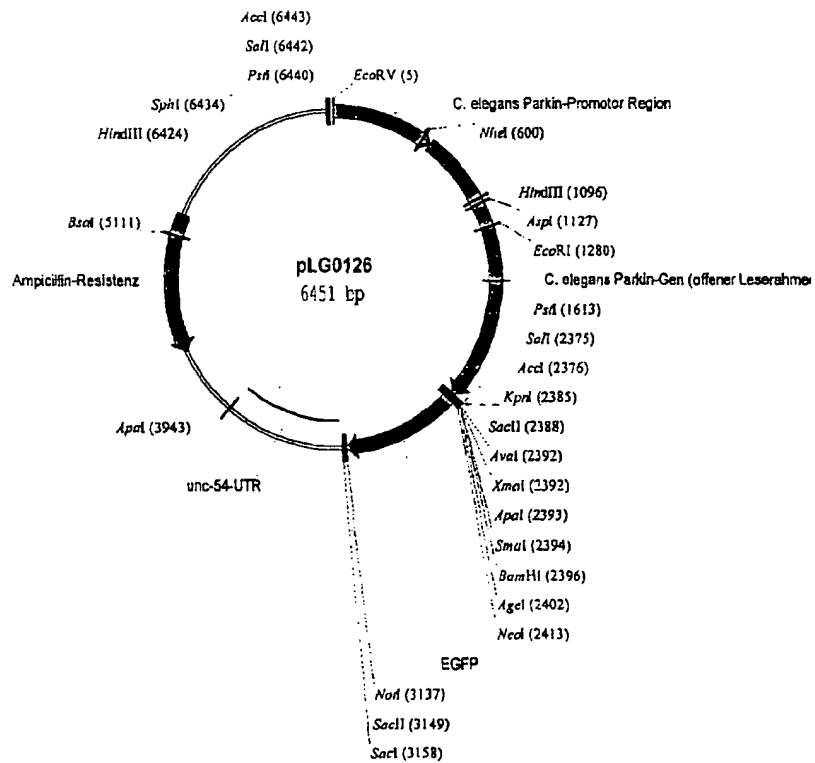 AccI (6443)
SalI (6442)
PstI (6440)
EcoRV (5)
SphI (6434)
C. elegans Parkin-Promotor Region
HindIII (6424)
NheI (600)
HindIII (1096)
AspI (1127)
BsaI (5111)
EcoRI (1280)
pLG0126
6451 bp
Ampicillin-Resistenz
C. elegans Parkin-Gen (offener Leserahme
PstI (1613)
SalI (2375)
AccI (2376)
KpnI (2385)
SacII (2388)
ApaI (3943)
AvaI (2392)
unc-54-UTR
XmaI (2392)
ApaI (2393)
SmaI (2394)
BamHI (2396)
AgeI (2402)
NcoI (2413)
EGFP
NotI (3137)
SacII (3149)
SacI (3158)